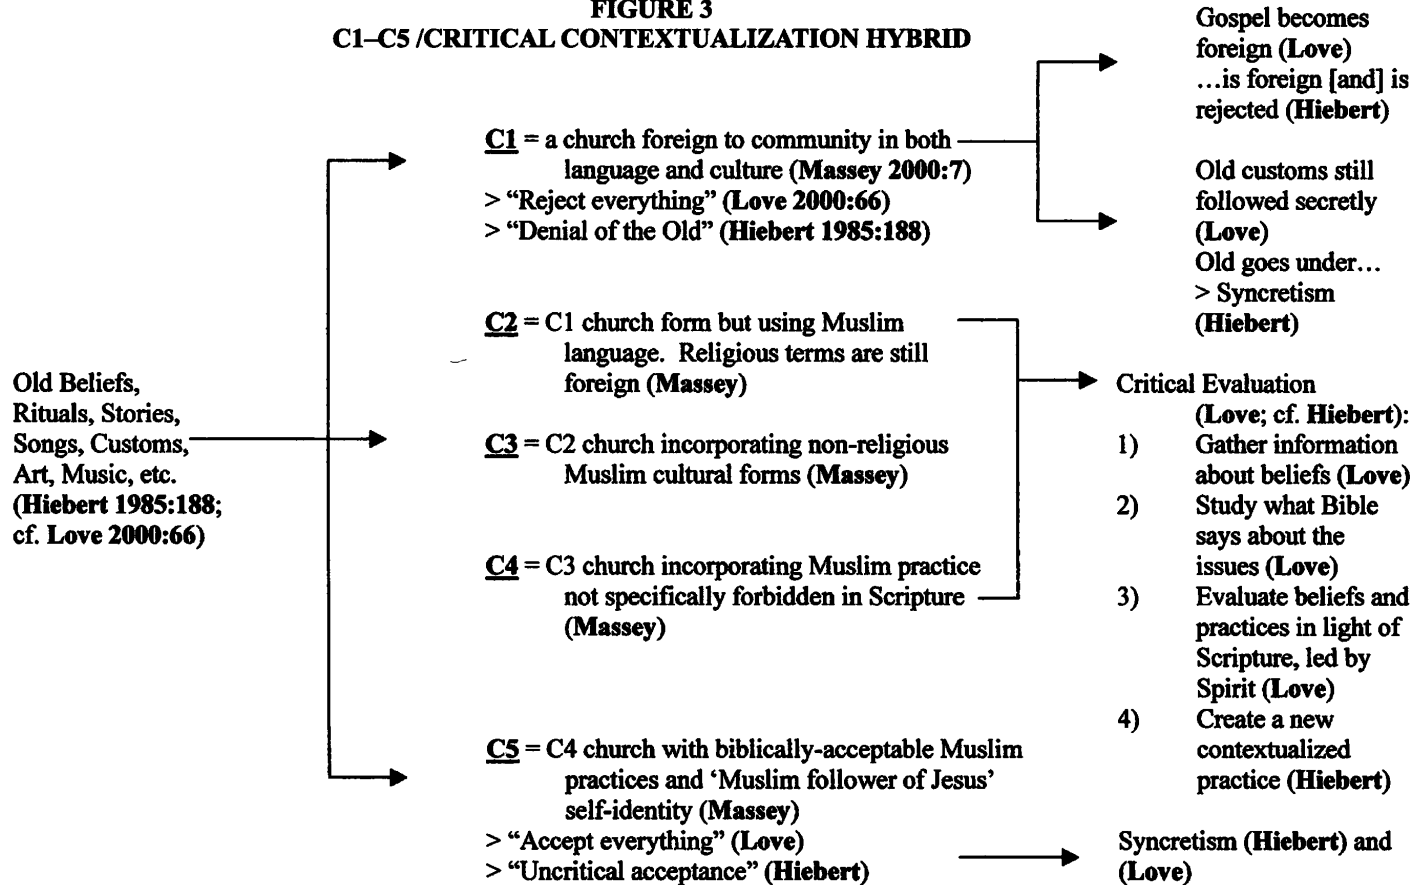 FIGURE 3
C1–C5 /CRITICAL CONTEXTUALIZATION HYBRID
Old Beliefs,
Rituals, Stories,
Songs, Customs,
Art, Music, etc.
(Hiebert 1985:188;
cf. Love 2000:66)
C1 = a church foreign to community in both
language and culture (Massey 2000:7)
> “Reject everything” (Love 2000:66)
> “Denial of the Old” (Hiebert 1985:188)
C2 = C1 church form but using Muslim
language. Religious terms are still
foreign (Massey)
C3 = C2 church incorporating non-religious
Muslim cultural forms (Massey)
C4 = C3 church incorporating Muslim practice
not specifically forbidden in Scripture
(Massey)
C5 = C4 church with biblically-acceptable Muslim
practices and ‘Muslim follower of Jesus’
self-identity (Massey)
> “Accept everything” (Love)
> “Uncritical acceptance” (Hiebert)
Gospel becomes
foreign (Love)
…is foreign [and] is
rejected (Hiebert)
Old customs still
followed secretly
(Love)
Old goes under…
> Syncretism
(Hiebert)
Critical Evaluation
(Love; cf. Hiebert):
1) Gather information
about beliefs (Love)
2) Study what Bible
says about the
issues (Love)
3) Evaluate beliefs and
practices in light of
Scripture, led by
Spirit (Love)
4) Create a new
contextualized
practice (Hiebert)
Syncretism (Hiebert) and
(Love)